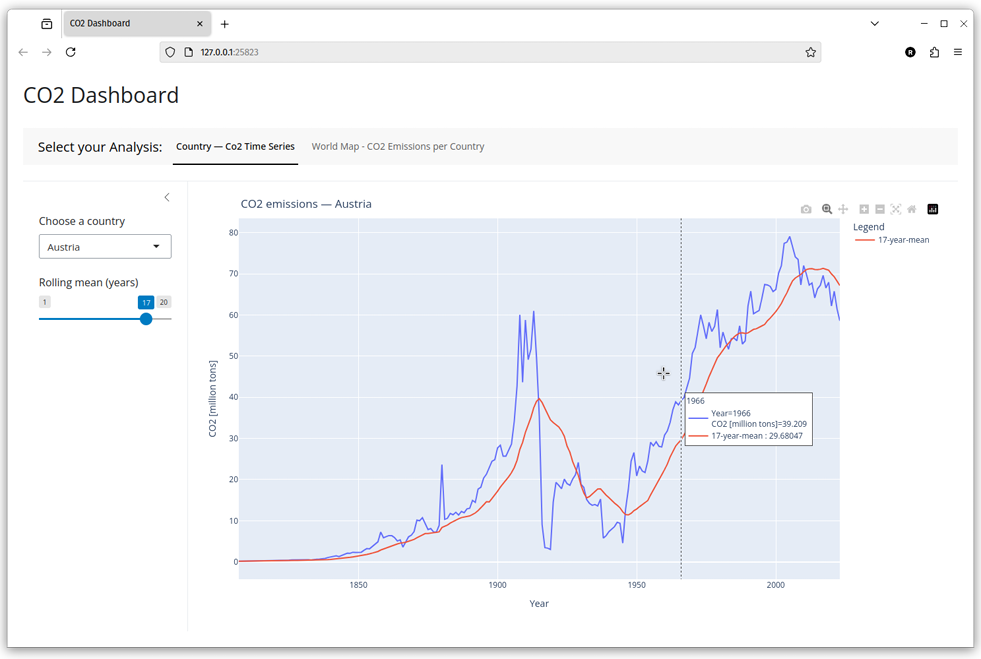 CO2 Dashboard
127.0.0.1:25823
R
CO2 Dashboard
Select your Analysis: Country — Co2 Time Series World Map - CO2 Emissions per Country
Choose a country
Austria
Rolling mean (years)
1 17 20
CO2 emissions — Austria
Legend
17-year-mean
80
70
60
50
40
30
20
10
0
CO2 [million tons]
1966
Year=1966
CO2 [million tons]=39.209
17-year-mean : 29.68047
1850 1900 1950 2000
Year